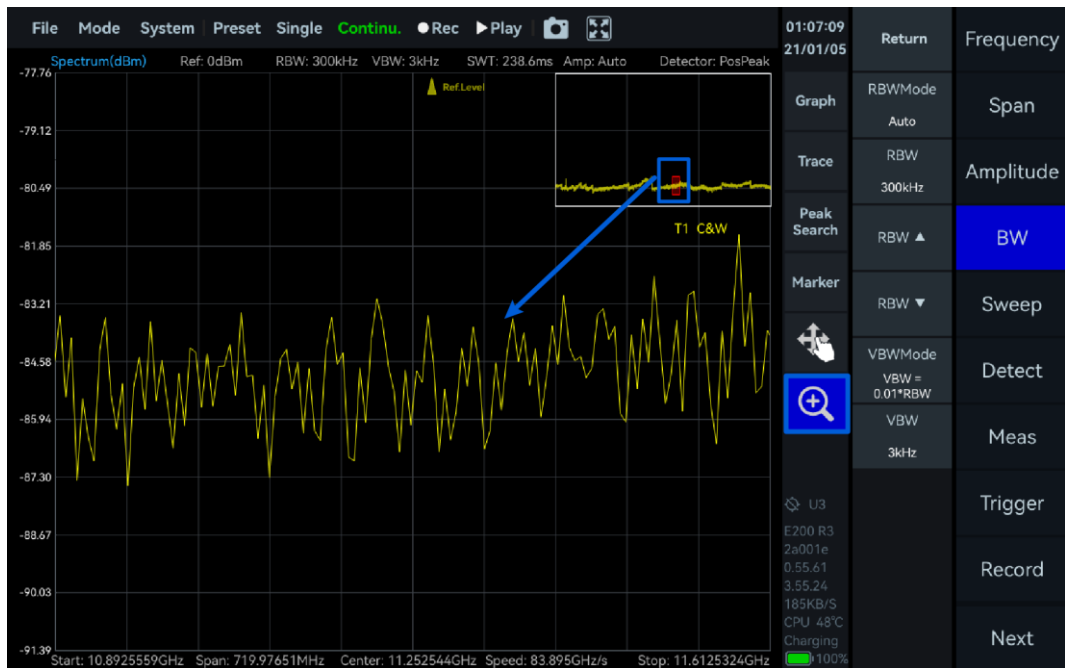 File Mode System Preset Single Continu. Rec Play
Spectrum(dBm) Ref: 0dBm RBW: 300kHz VBW: 3kHz SWT: 238.6ms Amp: Auto Detector: PosPeak
Ref.Level
T1 C&W
-77.76
-79.12
-80.49
-81.85
-83.21
-84.58
-85.94
-87.30
-88.67
-90.03
-91.39
Start: 10.8925559GHz Span: 719.97651MHz Center: 11.252544GHz Speed: 83.895GHz/s Stop: 11.6125324GHz
01:07:09
21/01/05
Graph
Trace
Peak
Search
Marker
U3
E200 R3
2a001e
0.55.61
3.55.24
185KB/S
CPU 48°C
Charging
100%
Return
RBWMode
Auto
RBW
300kHz
RBW ▲
RBW ▼
VBWMode
VBW =
0.01*RBW
VBW
3kHz
Frequency
Span
Amplitude
BW
Sweep
Detect
Meas
Trigger
Record
Next